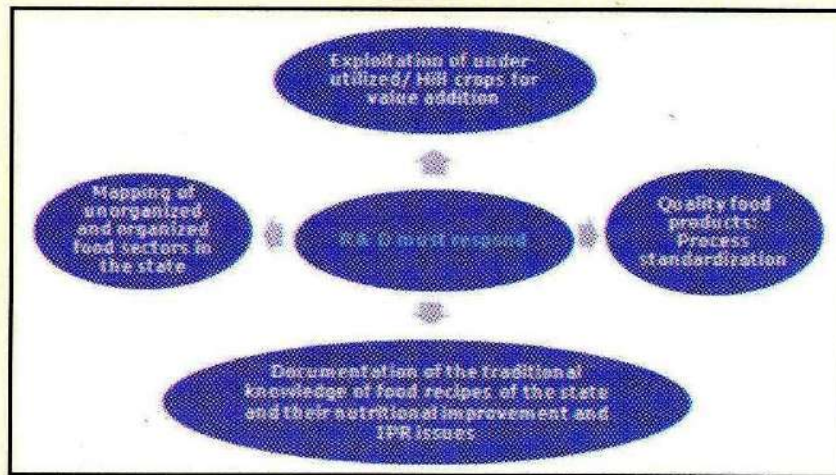 Exploitation of under-
utilized/ Hill crops for
value addition
Mapping of
unorganized
and organized
food sectors in
the state
R & D must respond
Quality food
products:
Process
standardization
Documentation of the traditional
knowledge of food recipes of the state
and their nutritional improvement and
IPR issues